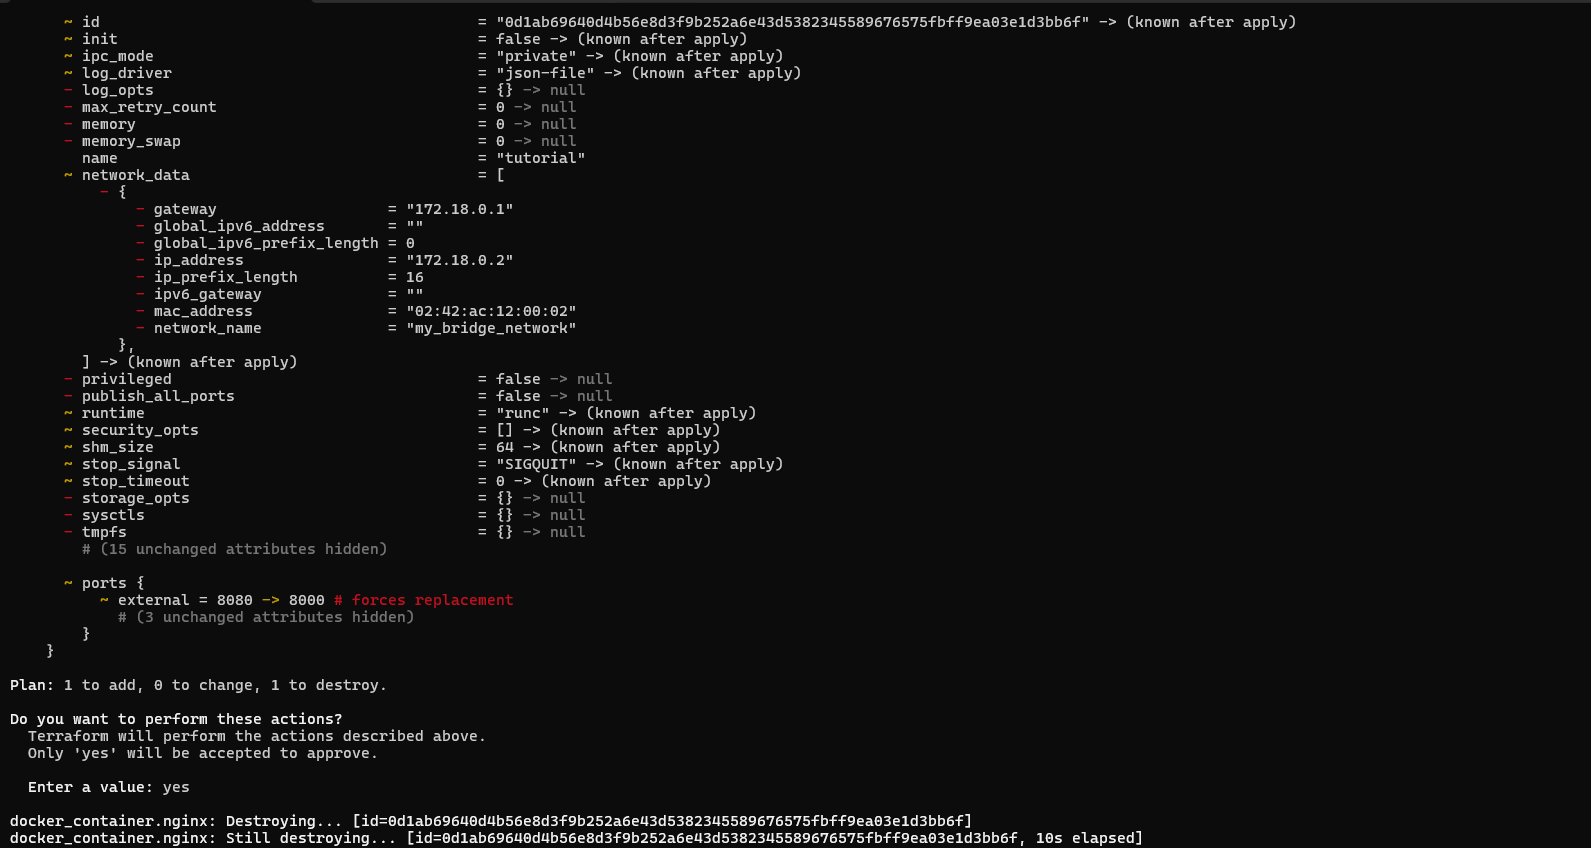 ~ id = "0d1ab69640d4b56e8d3f9b252a6e43d5382345589676575fbff9ea03e1d3bb6f" -> (known after apply)
~ init = false -> (known after apply)
~ ipc_mode = "private" -> (known after apply)
~ log_driver = "json-file" -> (known after apply)
- log_opts = {} -> null
- max_retry_count = 0 -> null
- memory = 0 -> null
- memory_swap = 0 -> null
name = "tutorial"
~ network_data = [
- {
- gateway = "172.18.0.1"
- global_ipv6_address = ""
- global_ipv6_prefix_length = 0
- ip_address = "172.18.0.2"
- ip_prefix_length = 16
- ipv6_gateway = ""
- mac_address = "02:42:ac:12:00:02"
- network_name = "my_bridge_network"
},
] -> (known after apply)
- privileged = false -> null
- publish_all_ports = false -> null
~ runtime = "runc" -> (known after apply)
~ security_opts = [] -> (known after apply)
~ shm_size = 64 -> (known after apply)
~ stop_signal = "SIGQUIT" -> (known after apply)
~ stop_timeout = 0 -> (known after apply)
- storage_opts = {} -> null
- sysctls = {} -> null
- tmpfs = {} -> null
# (15 unchanged attributes hidden)
~ ports {
~ external = 8080 -> 8000 # forces replacement
# (3 unchanged attributes hidden)
}
}
Plan: 1 to add, 0 to change, 1 to destroy.
Do you want to perform these actions?
Terraform will perform the actions described above.
Only 'yes' will be accepted to approve.
Enter a value: yes
docker_container.nginx: Destroying... [id=0d1ab69640d4b56e8d3f9b252a6e43d5382345589676575fbff9ea03e1d3bb6f]
docker_container.nginx: Still destroying... [id=0d1ab69640d4b56e8d3f9b252a6e43d5382345589676575fbff9ea03e1d3bb6f, 10s elapsed]